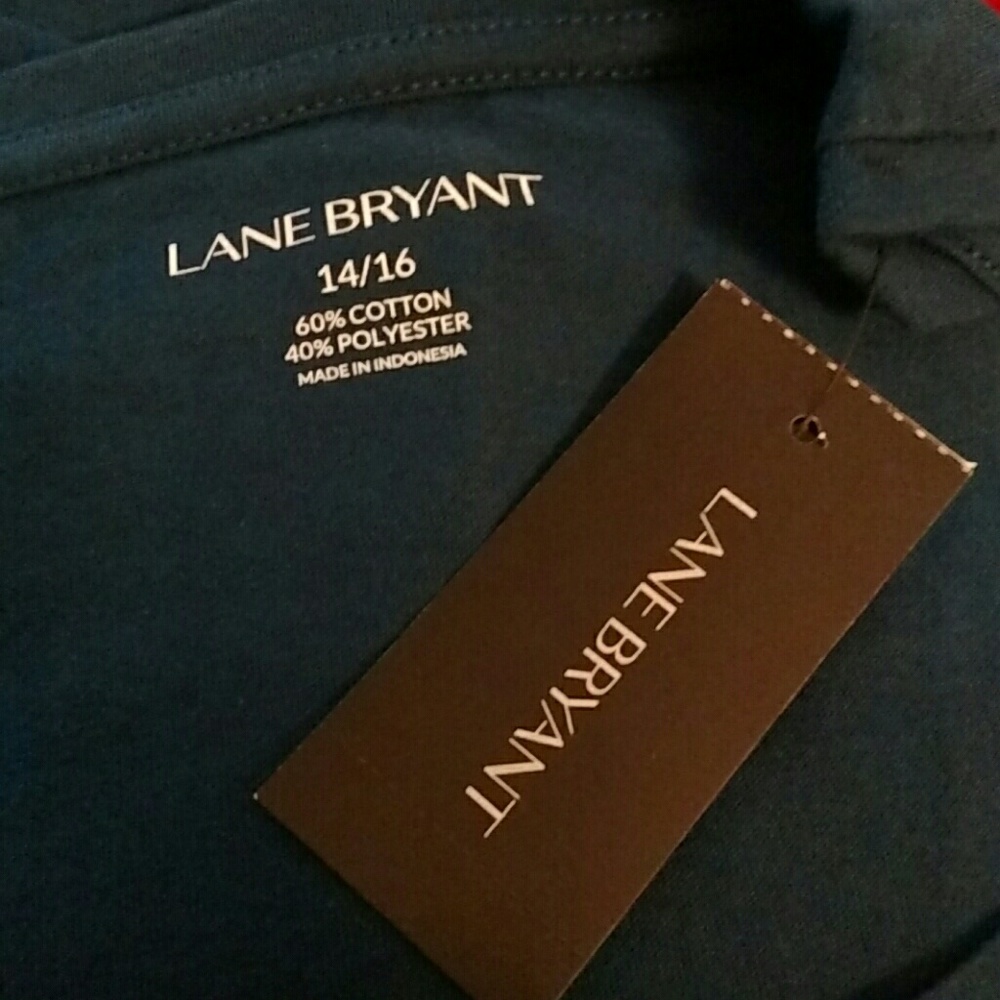 LANE BRYANT
14/16
60% COTTON
40% POLYESTER
MADE IN INDONESIA
LANE BRYANT